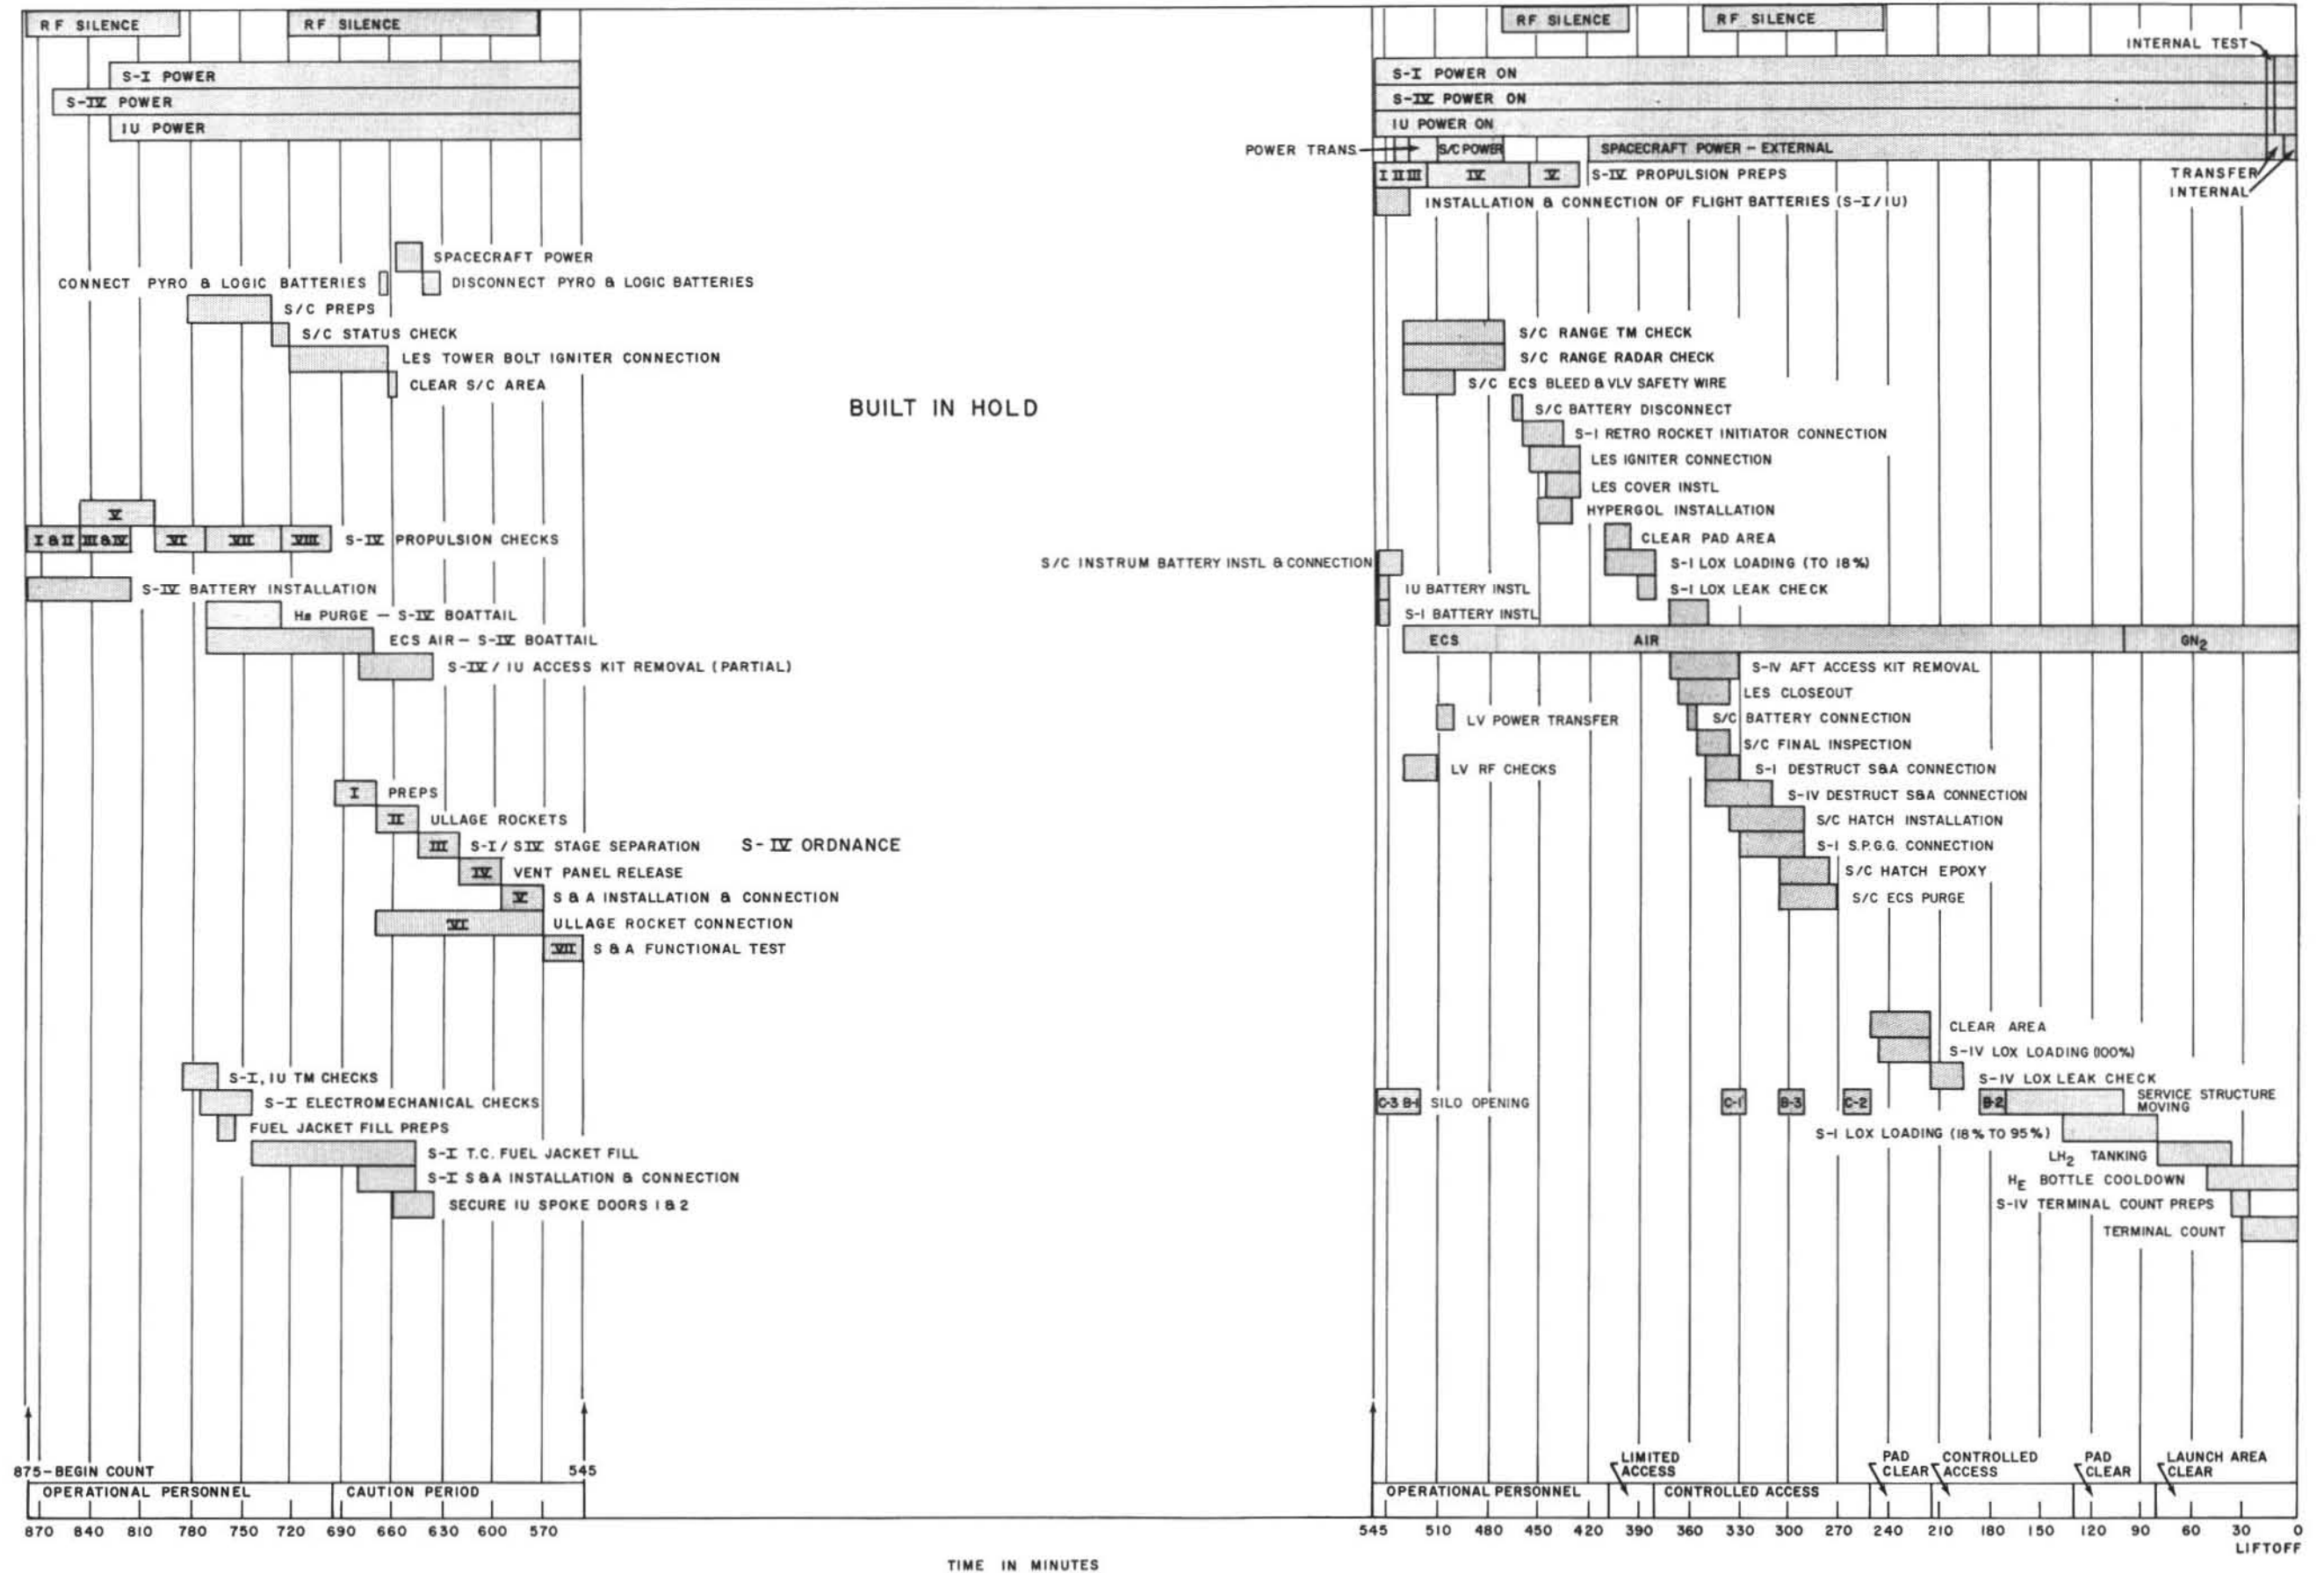 RF SILENCE
RF SILENCE
S-I POWER
S-IV POWER
IU POWER
SPACECRAFT POWER
CONNECT PYRO & LOGIC BATTERIES
DISCONNECT PYRO & LOGIC BATTERIES
S/C PREPS
S/C STATUS CHECK
LES TOWER BOLT IGNITER CONNECTION
CLEAR S/C AREA
V
I & II III & IV VI VII VIII S-IV PROPULSION CHECKS
S-IV BATTERY INSTALLATION
He PURGE — S-IV BOATTAIL
ECS AIR — S-IV BOATTAIL
S-IV / IU ACCESS KIT REMOVAL (PARTIAL)
I PREPS
II ULLAGE ROCKETS
III S-I / SIV STAGE SEPARATION
S-IV ORDNANCE
IV VENT PANEL RELEASE
V S & A INSTALLATION & CONNECTION
VI ULLAGE ROCKET CONNECTION
VII S & A FUNCTIONAL TEST
S-I, IU TM CHECKS
S-I ELECTROMECHANICAL CHECKS
FUEL JACKET FILL PREPS
S-I T.C. FUEL JACKET FILL
S-I S&A INSTALLATION & CONNECTION
SECURE IU SPOKE DOORS 1 & 2
875-BEGIN COUNT
545
OPERATIONAL PERSONNEL
CAUTION PERIOD
870 840 810 780 750 720 690 660 630 600 570
BUILT IN HOLD
RF SILENCE
RF SILENCE
INTERNAL TEST
S-I POWER ON
S-IV POWER ON
IU POWER ON
POWER TRANS.
S/C POWER
SPACECRAFT POWER — EXTERNAL
TRANSFER
INTERNAL
I II III IV V S-IV PROPULSION PREPS
INSTALLATION & CONNECTION OF FLIGHT BATTERIES (S-I / IU)
S/C RANGE TM CHECK
S/C RANGE RADAR CHECK
S/C ECS BLEED & VLV SAFETY WIRE
S/C BATTERY DISCONNECT
S-I RETRO ROCKET INITIATOR CONNECTION
LES IGNITER CONNECTION
LES COVER INSTL
HYPERGOL INSTALLATION
CLEAR PAD AREA
S/C INSTRUM BATTERY INSTL & CONNECTION
S-I LOX LOADING (TO 18%)
IU BATTERY INSTL
S-I LOX LEAK CHECK
S-I BATTERY INSTL
ECS AIR GN2
S-IV AFT ACCESS KIT REMOVAL
LES CLOSEOUT
LV POWER TRANSFER
S/C BATTERY CONNECTION
S/C FINAL INSPECTION
LV RF CHECKS
S-I DESTRUCT S&A CONNECTION
S-IV DESTRUCT S&A CONNECTION
S/C HATCH INSTALLATION
S-I S.P.G.G. CONNECTION
S/C HATCH EPOXY
S/C ECS PURGE
CLEAR AREA
S-IV LOX LOADING (100%)
S-IV LOX LEAK CHECK
C-3 B-1 SILO OPENING C-1 B-3 C-2 B-2
SERVICE STRUCTURE
MOVING
S-I LOX LOADING (18% TO 95%)
LH2 TANKING
HE BOTTLE COOLDOWN
S-IV TERMINAL COUNT PREPS
TERMINAL COUNT
LIMITED
ACCESS
PAD
CLEAR
CONTROLLED
ACCESS
PAD
CLEAR
LAUNCH AREA
CLEAR
OPERATIONAL PERSONNEL
CONTROLLED ACCESS
545 510 480 450 420 390 360 330 300 270 240 210 180 150 120 90 60 30 0
LIFTOFF
TIME IN MINUTES